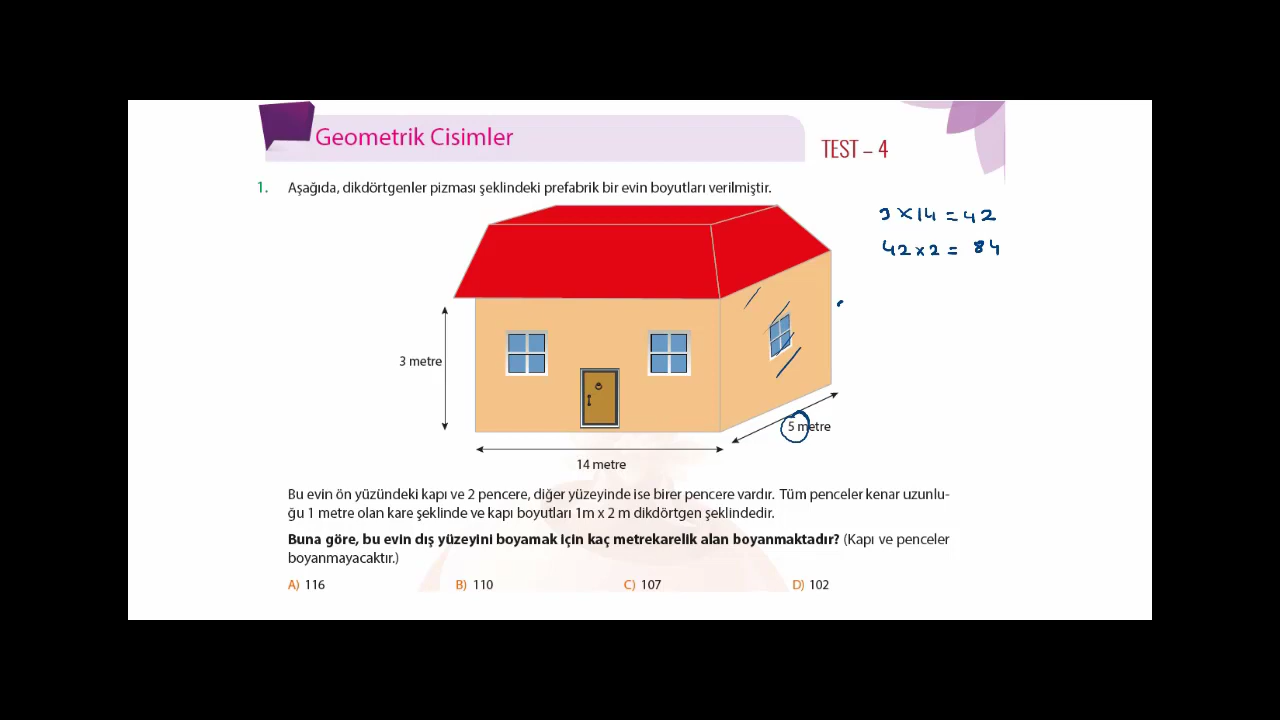 Geometrik Cisimler
TEST – 4
1. Aşağıda, dikdörtgenler pizması şeklindeki prefabrik bir evin boyutları verilmiştir.
3 x 14 = 42
42 x 2 = 84
3 metre
5 metre
14 metre
Bu evin ön yüzündeki kapı ve 2 pencere, diğer yüzeyinde ise birer pencere vardır. Tüm penceler kenar uzunlu-
ğu 1 metre olan kare şeklinde ve kapı boyutları 1m x 2 m dikdörtgen şeklindedir.
Buna göre, bu evin dış yüzeyini boyamak için kaç metrekarelik alan boyanmaktadır? (Kapı ve penceler
boyanmayacaktır.)
A) 116 B) 110 C) 107 D) 102